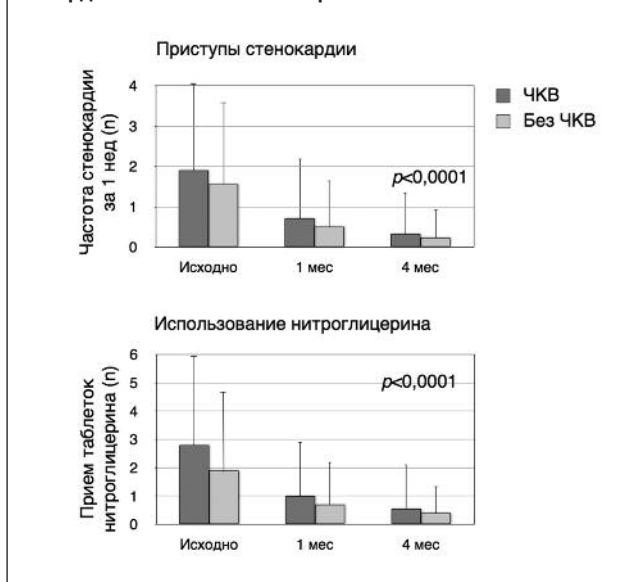 Приступы стенокардии
Частота стенокардии
за 1 нед (n)
4
3
2
1
0
p<0,0001
Исходно
1 мес
4 мес
ЧКВ
Без ЧКВ
Использование нитроглицерина
Прием таблеток
нитроглицерина (n)
6
5
4
3
2
1
0
p<0,0001
Исходно
1 мес
4 мес